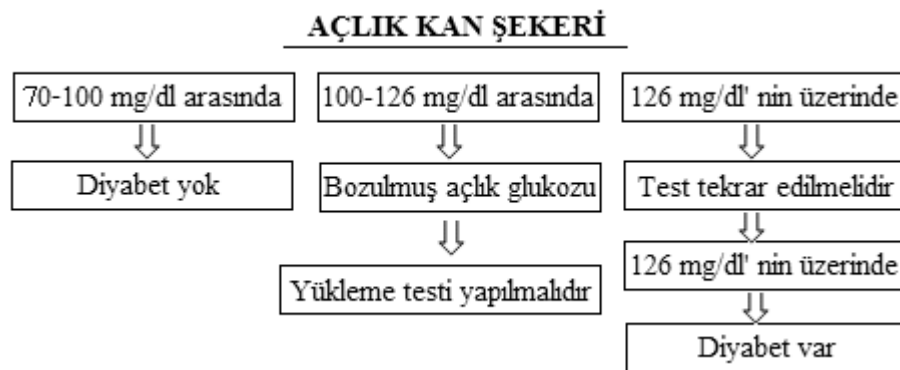 AÇLIK KAN ŞEKERİ
70-100 mg/dl arasında
100-126 mg/dl arasında
126 mg/dl' nin üzerinde
Diyabet yok
Bozulmuş açlık glukozu
Test tekrar edilmelidir
126 mg/dl' nin üzerinde
Yükleme testi yapılmalıdır
Diyabet var